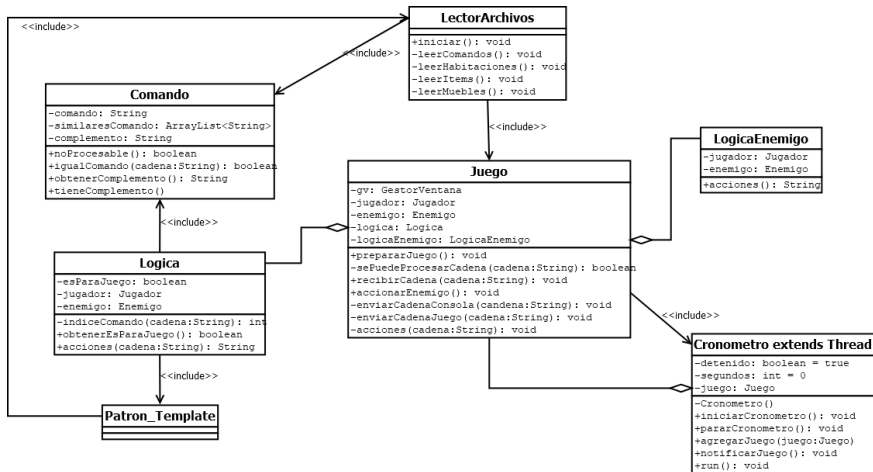 LectorArchivos
+iniciar(): void
-leerComandos(): void
-leerHabitaciones(): void
-leerItems(): void
-leerMuebles(): void
<<include>>
<<include>>
Comando
-comando: String
-similaresComando: ArrayList<String>
-complemento: String
+noProcesable(): boolean
+igualComando(cadena:String): boolean
+obtenerComplemento(): String
+tieneComplemento()
<<include>>
LogicaEnemigo
-jugador: Jugador
-enemigo: Enemigo
+acciones(): String
Juego
-gv: GestorVentana
-jugador: Jugador
-enemigo: Enemigo
-logica: Logica
-logicaEnemigo: LogicaEnemigo
+prepararJuego(): void
-sePuedeProcesarCadena(cadena:String): boolean
+recibirCadena(cadena:String): void
+accionarEnemigo(): void
-enviarCadenaConsola(candena:String): void
-enviarCadenaJuego(cadena:String): void
-acciones(cadena:String): void
<<include>>
Logica
-esParaJuego: boolean
-jugador: Jugador
-enemigo: Enemigo
-indiceComando(cadena:String): int
+obtenerEsParaJuego(): boolean
+acciones(cadena:String): String
<<include>>
<<include>>
Patron_Template
Cronometro extends Thread
-detenido: boolean = true
-segundos: int = 0
-juego: Juego
-Cronometro()
+iniciarCronometro(): void
+pararCronometro(): void
+agregarJuego(juego:Juego)
+notificarJuego(): void
+run(): void